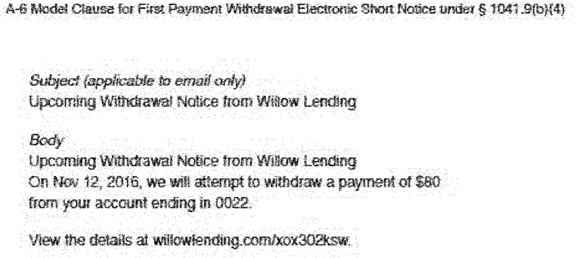 A-6 Model Clause for First Payment Withdrawal Electronic Short Notice under § 1041.9(b)(4)
Subject (applicable to email only)
Upcoming Withdrawal Notice from Willow Lending
Body
Upcoming Withdrawal Notice from Willow Lending
On Nov 12, 2016, we will attempt to withdraw a payment of $80
from your account ending in 0022.
View the details at willowlending.com/xox302ksw.